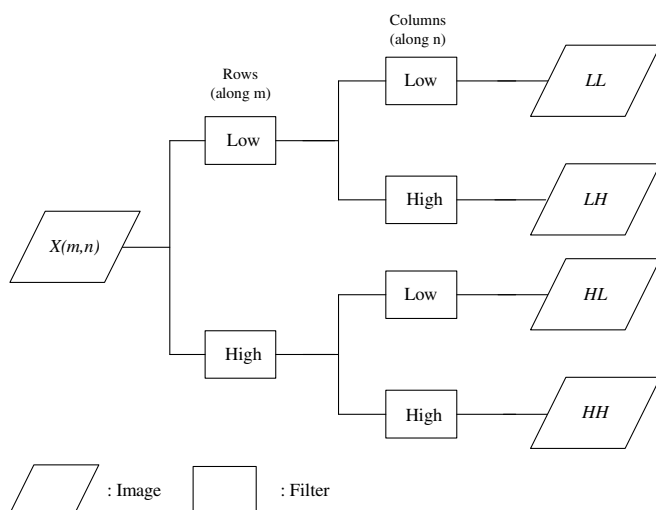 Columns
(along n)
Rows
(along m)
Low
LL
Low
High
LH
X(m,n)
Low
HL
High
High
HH
: Image
: Filter